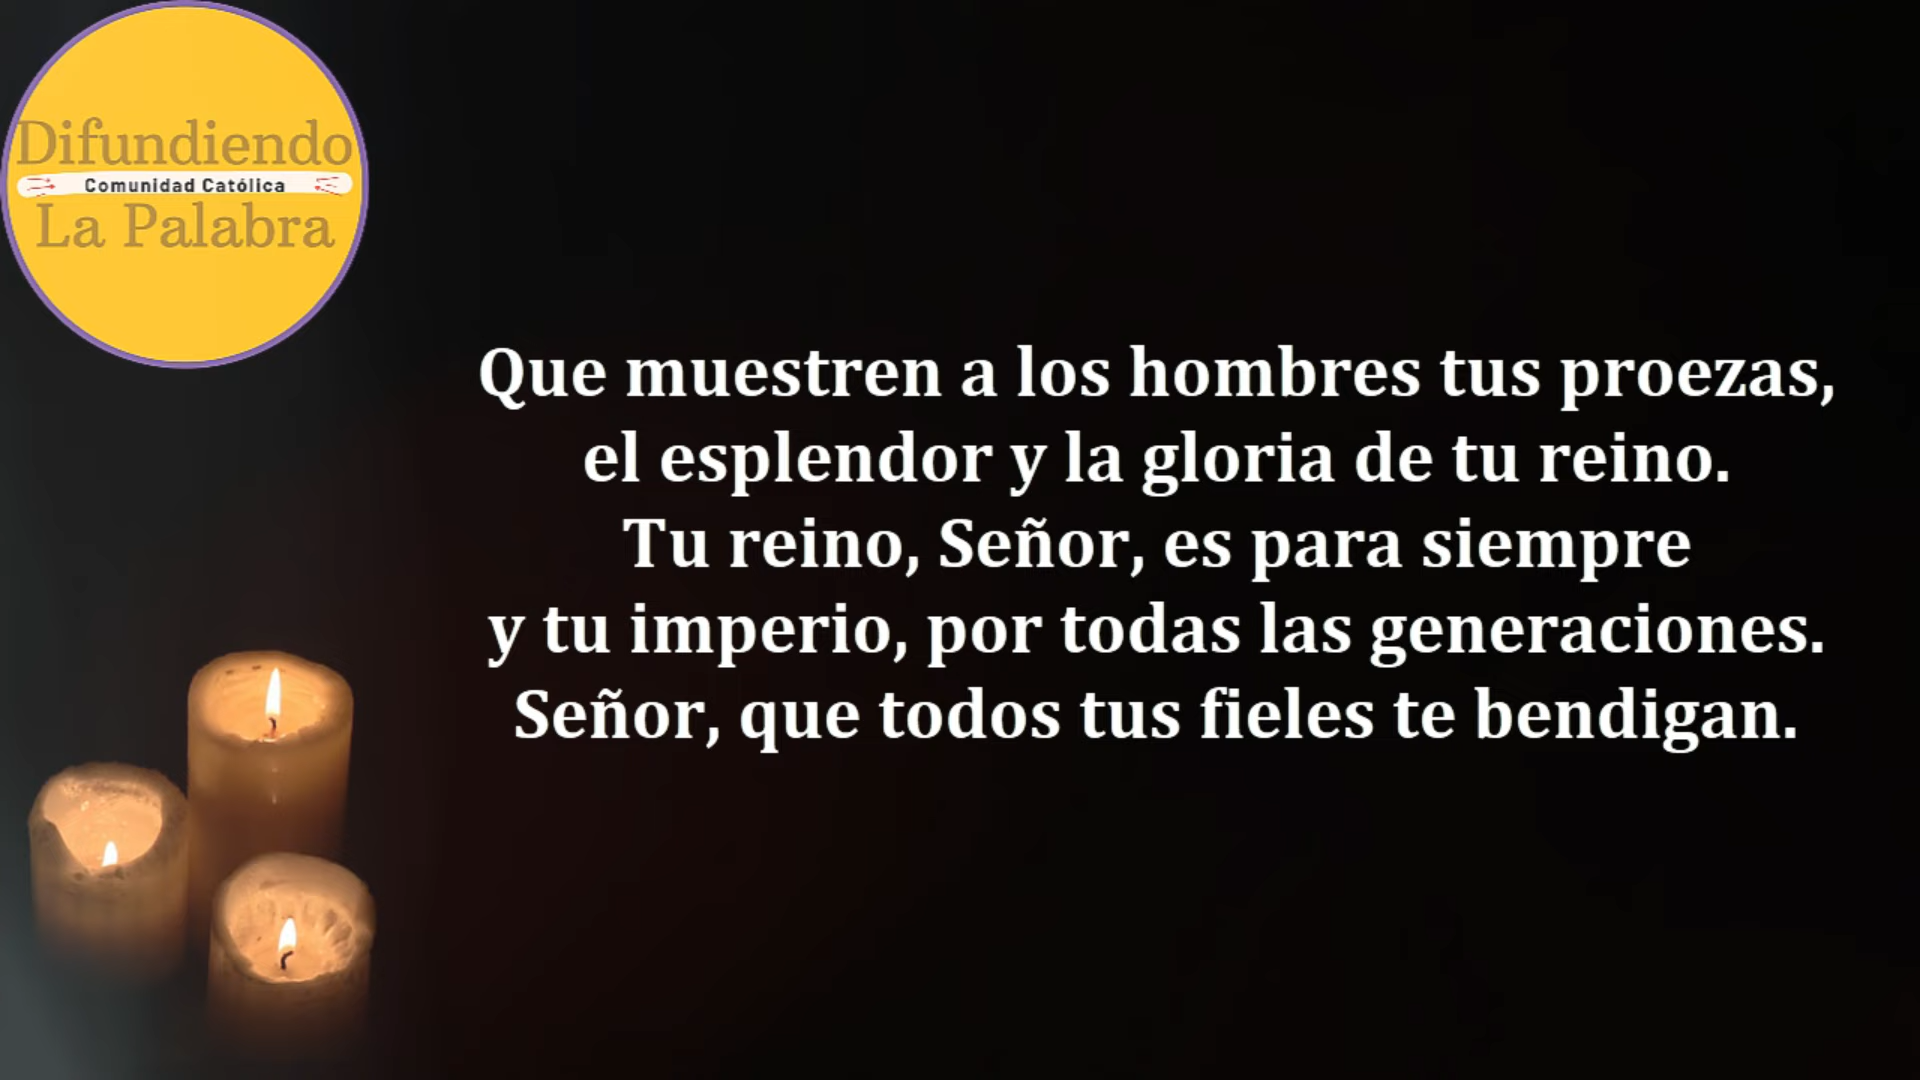 Difundiendo
Comunidad Católica
La Palabra
Que muestren a los hombres tus proezas,
el esplendor y la gloria de tu reino.
Tu reino, Señor, es para siempre
y tu imperio, por todas las generaciones.
Señor, que todos tus fieles te bendigan.